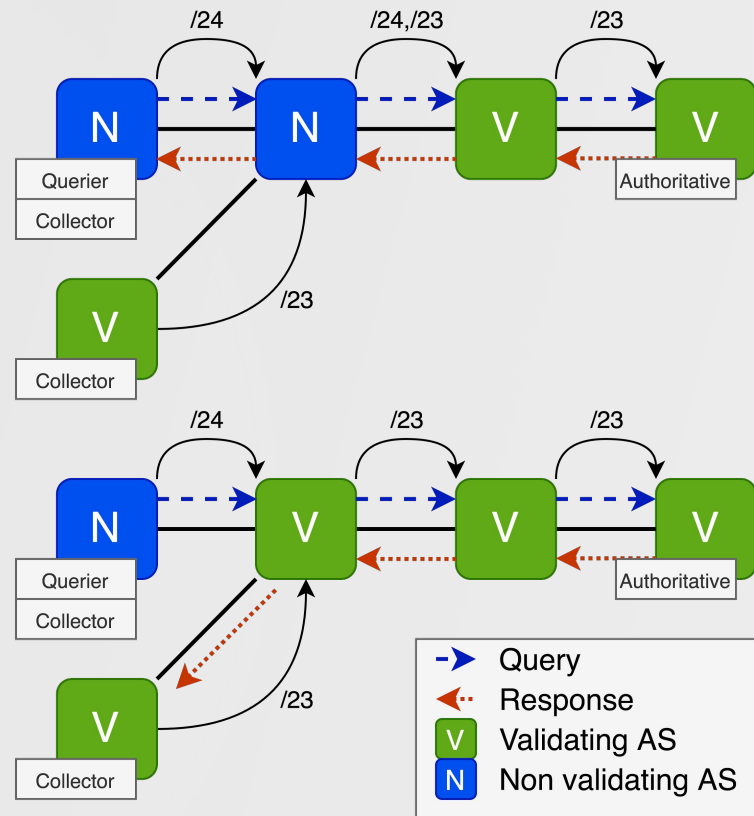 /24
/24,/23
/23
N
N
V
V
Querier
Authoritative
Collector
/23
V
Collector
/24
/23
/23
N
V
V
V
Querier
Authoritative
Collector
/23
V
Collector
Query
Response
V Validating AS
N Non validating AS